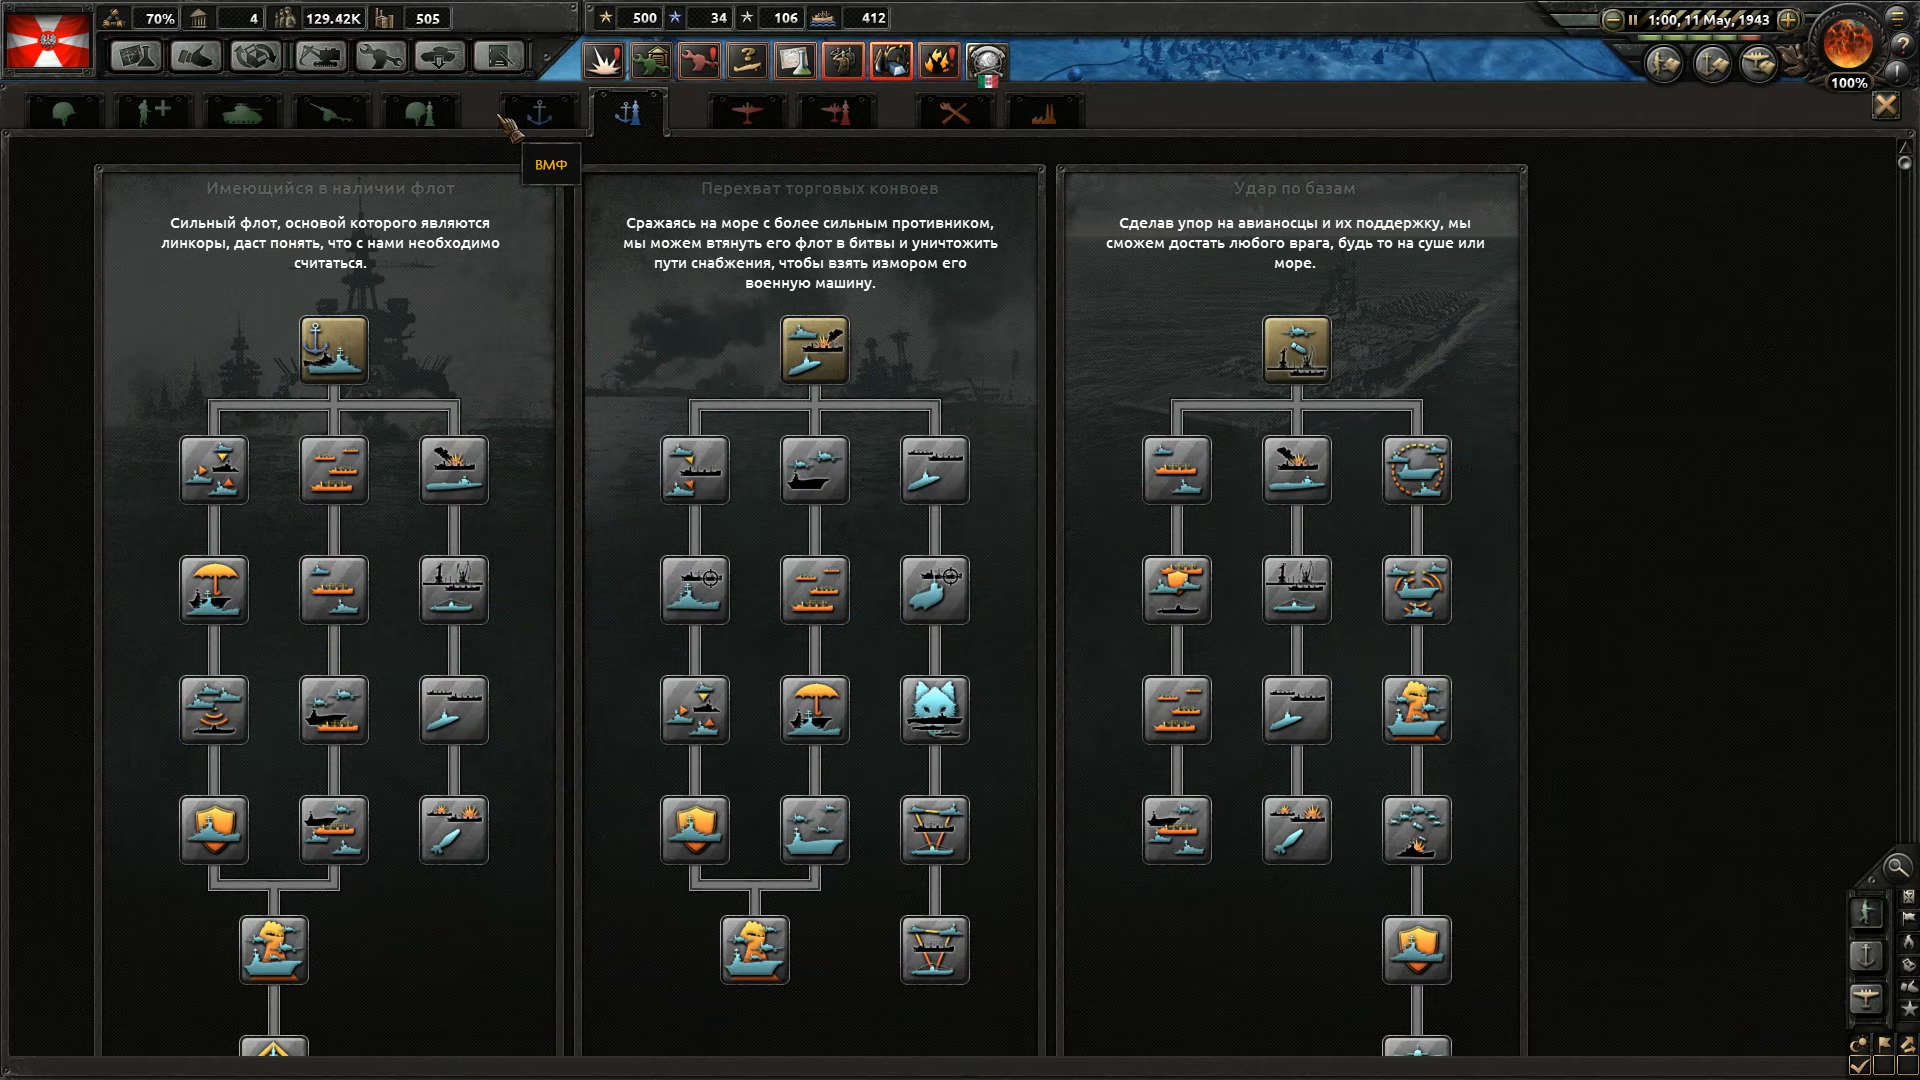 70%
4
129.42K
505
500
34
106
412
1:00, 11 May, 1943
100%
ВМФ
Имеющийся в наличии флот
Сильный флот, основой которого являются
линкоры, даст понять, что с нами необходимо
считаться.
Перехват торговых конвоев
Сражаясь на море с более сильным противником,
мы можем втянуть его флот в битвы и уничтожить
пути снабжения, чтобы взять измором его
военную машину.
Удар по базам
Сделав упор на авианосцы и их поддержку, мы
сможем достать любого врага, будь то на суше или
море.